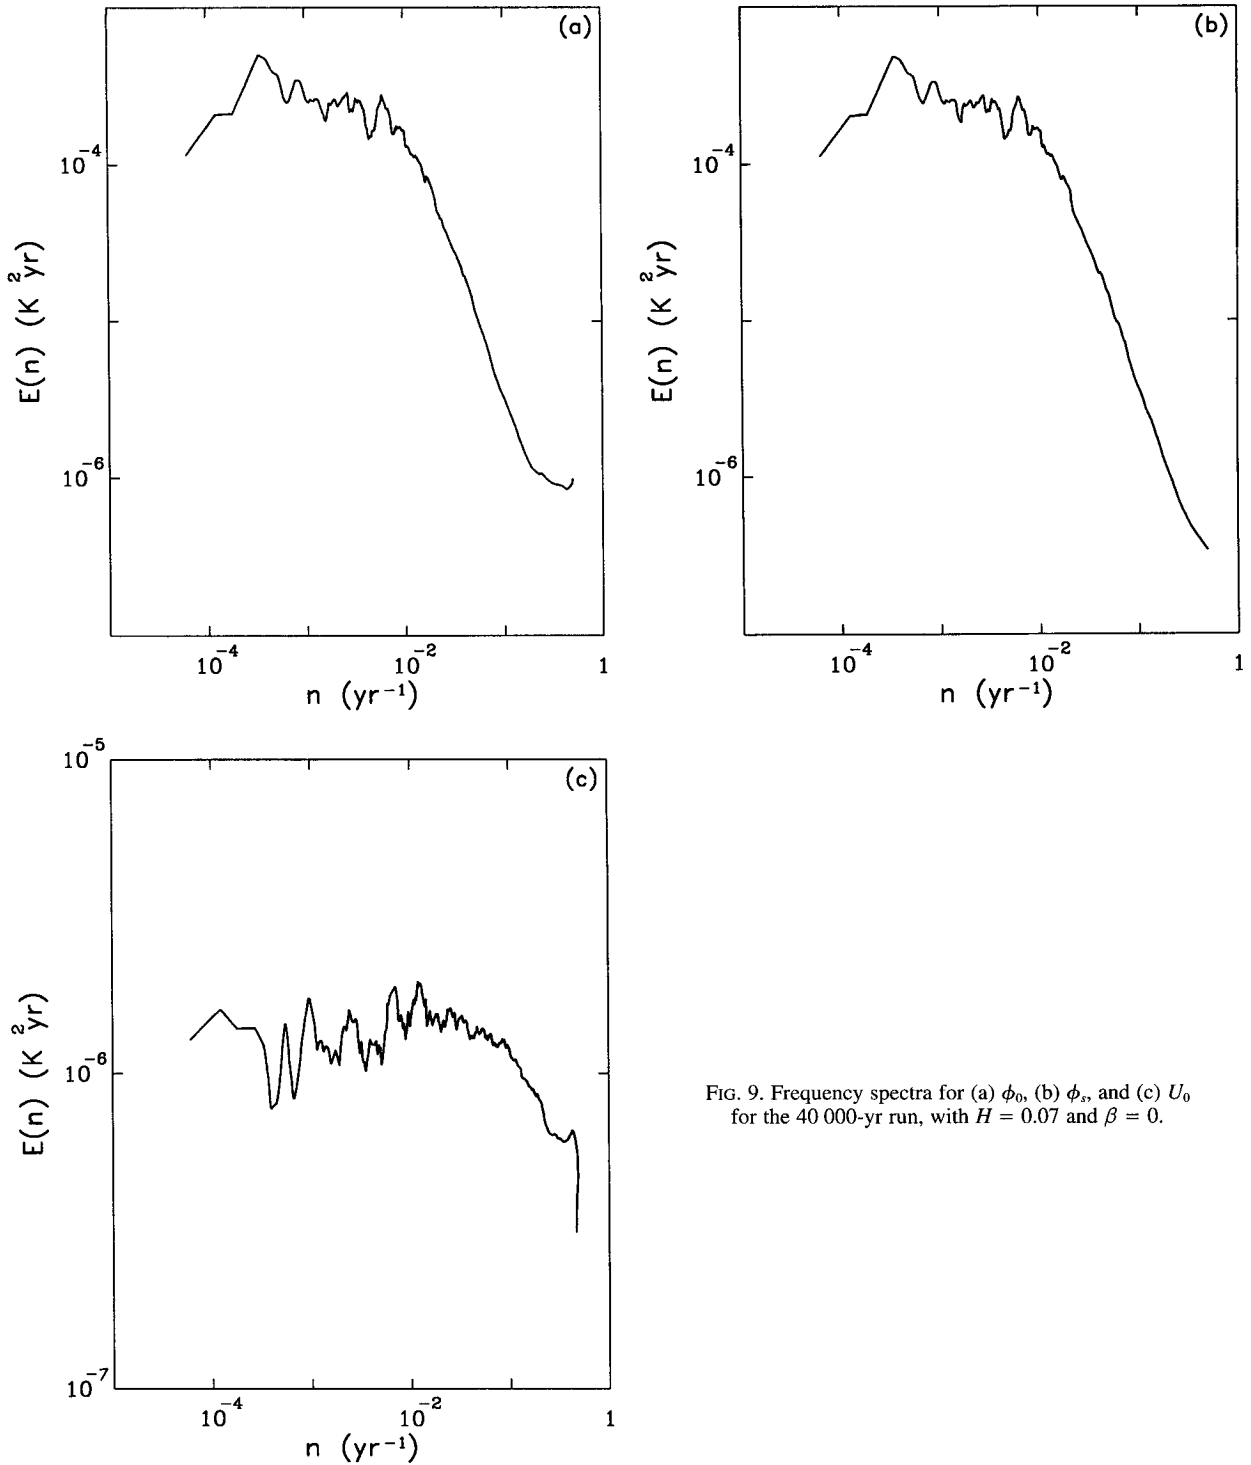 (a)
10⁻⁴
10⁻⁶
E(n) (K² yr)
10⁻⁴
10⁻²
1
n (yr⁻¹)
(b)
10⁻⁴
10⁻⁶
E(n) (K² yr)
10⁻⁴
10⁻²
1
n (yr⁻¹)
(c)
10⁻⁵
10⁻⁶
10⁻⁷
E(n) (K² yr)
10⁻⁴
10⁻²
1
n (yr⁻¹)
FIG. 9. Frequency spectra for (a) ϕ₀, (b) ϕₛ, and (c) U₀
for the 40 000-yr run, with H = 0.07 and β = 0.